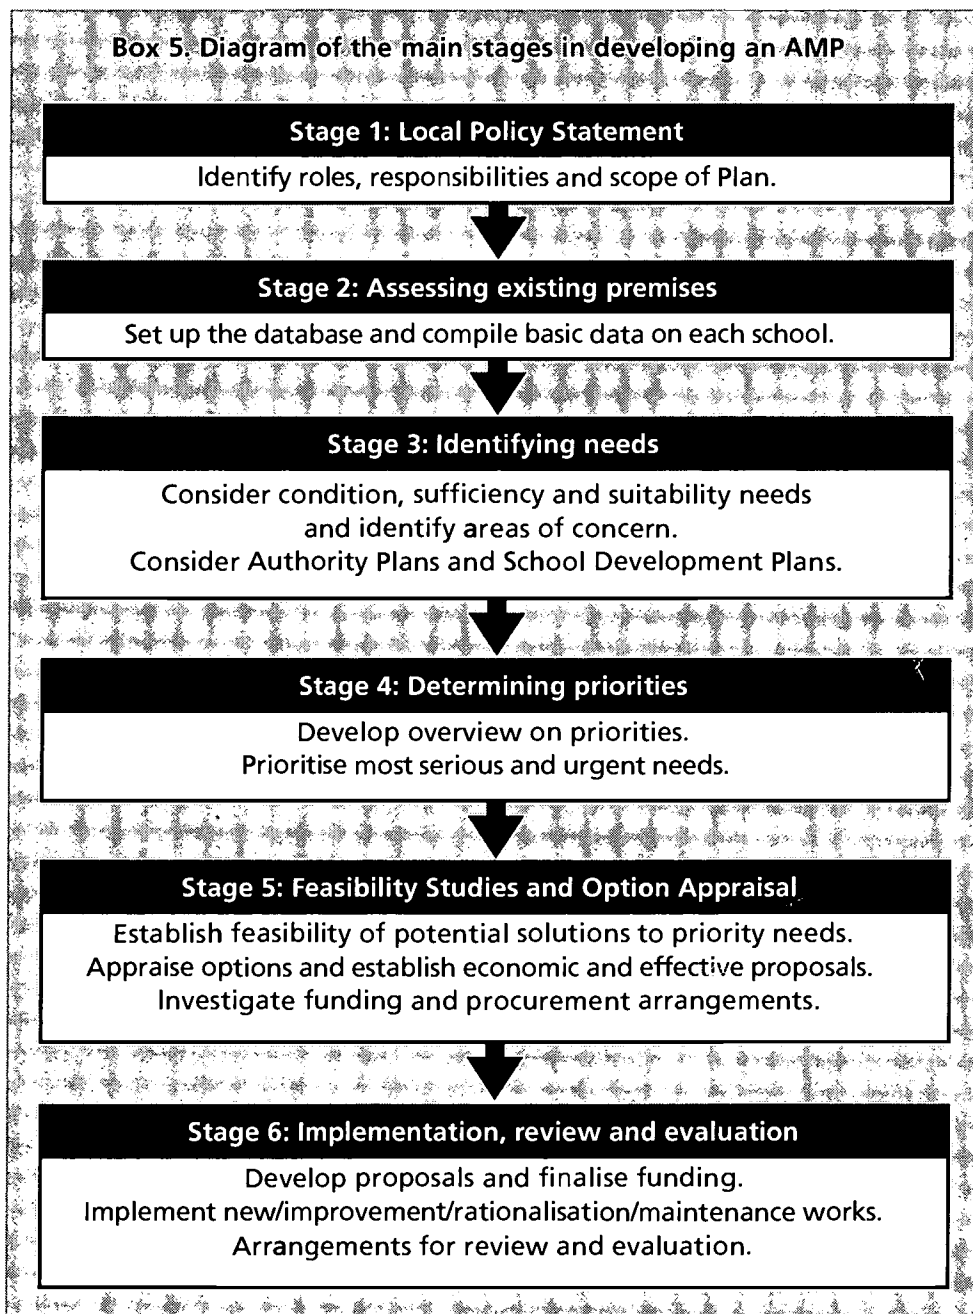 Box 5. Diagram of the main stages in developing an AMP
Stage 1: Local Policy Statement
Identify roles, responsibilities and scope of Plan.
Stage 2: Assessing existing premises
Set up the database and compile basic data on each school.
Stage 3: Identifying needs
Consider condition, sufficiency and suitability needs
and identify areas of concern.
Consider Authority Plans and School Development Plans.
Stage 4: Determining priorities
Develop overview on priorities.
Prioritise most serious and urgent needs.
Stage 5: Feasibility Studies and Option Appraisal
Establish feasibility of potential solutions to priority needs.
Appraise options and establish economic and effective proposals.
Investigate funding and procurement arrangements.
Stage 6: Implementation, review and evaluation
Develop proposals and finalise funding.
Implement new/improvement/rationalisation/maintenance works.
Arrangements for review and evaluation.